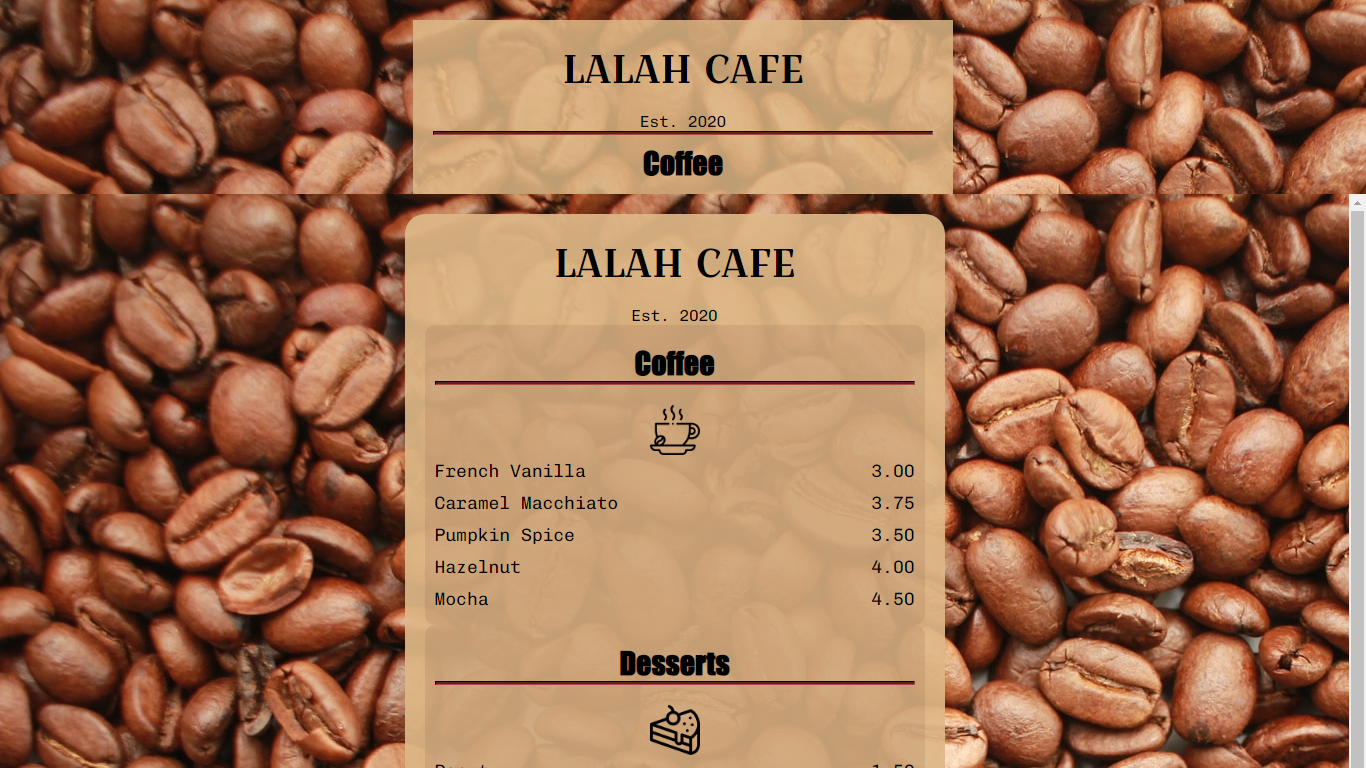 LALAH CAFE
Est. 2020
Coffee
LALAH CAFE
Est. 2020
Coffee
French Vanilla 3.00
Caramel Macchiato 3.75
Pumpkin Spice 3.50
Hazelnut 4.00
Mocha 4.50
Desserts